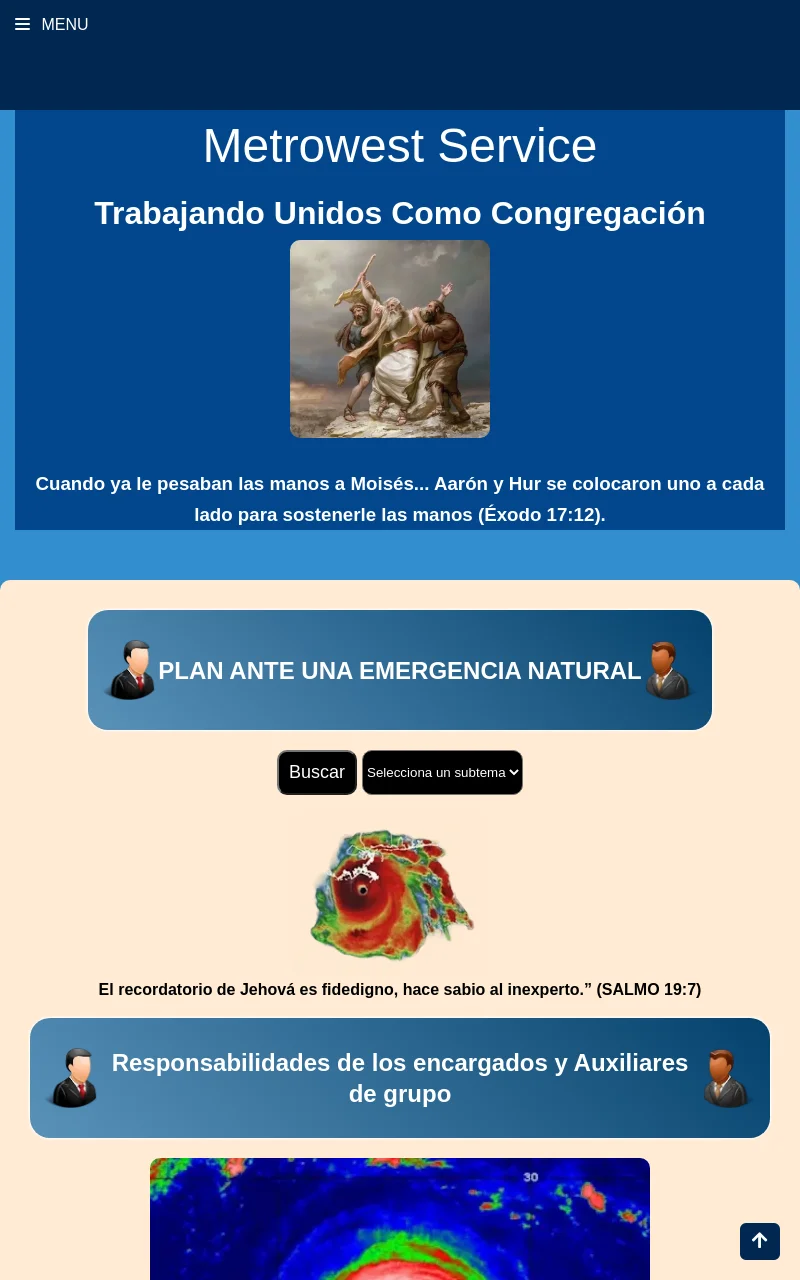 MENU
Metrowest Service
Trabajando Unidos Como Congregación
Cuando ya le pesaban las manos a Moisés... Aarón y Hur se colocaron uno a cada
lado para sostenerle las manos (Éxodo 17:12).
PLAN ANTE UNA EMERGENCIA NATURAL
Buscar
Selecciona un subtema
El recordatorio de Jehová es fidedigno, hace sabio al inexperto.” (SALMO 19:7)
Responsabilidades de los encargados y Auxiliares
de grupo
30